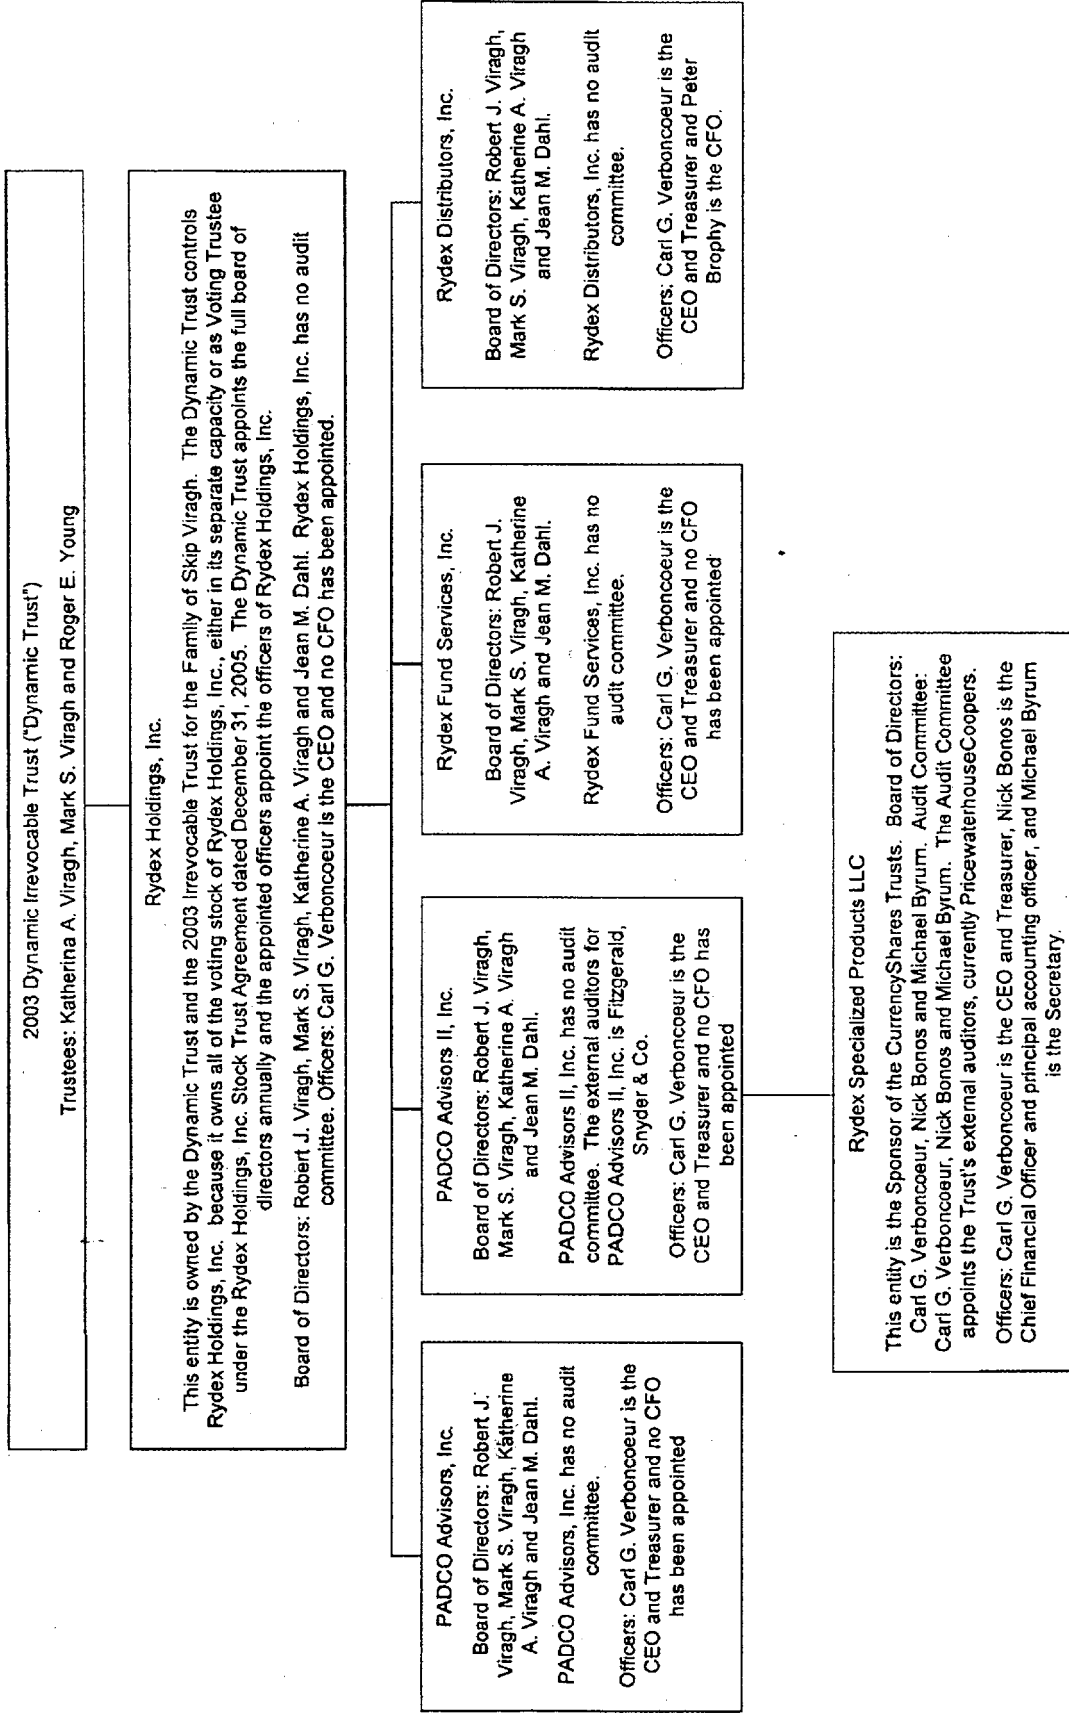 2003 Dynamic Irrevocable Trust ("Dynamic Trust")
Trustees: Katherina A. Viragh, Mark S. Viragh and Roger E. Young
Rydex Holdings, Inc.
This entity is owned by the Dynamic Trust and the 2003 Irrevocable Trust for the Family of Skip Viragh. The Dynamic Trust controls
Rydex Holdings, Inc. because it owns all of the voting stock of Rydex Holdings, Inc., either in its separate capacity or as Voting Trustee
under the Rydex Holdings, Inc. Stock Trust Agreement dated December 31, 2005. The Dynamic Trust appoints the full board of
directors annually and the appointed officers appoint the officers of Rydex Holdings, Inc.
Board of Directors: Robert J. Viragh, Mark S. Viragh, Katherine A. Viragh and Jean M. Dahl. Rydex Holdings, Inc. has no audit
committee. Officers: Carl G. Verboncoeur is the CEO and no CFO has been appointed.
PADCO Advisors, Inc.
Board of Directors: Robert J.
Viragh, Mark S. Viragh, Katherine
A. Viragh and Jean M. Dahl.
PADCO Advisors, Inc. has no audit
committee.
Officers: Carl G. Verboncoeur is the
CEO and Treasurer and no CFO
has been appointed
PADCO Advisors II, Inc.
Board of Directors: Robert J. Viragh,
Mark S. Viragh, Katherine A. Viragh
and Jean M. Dahl.
PADCO Advisors II, Inc. has no audit
committee. The external auditors for
PADCO Advisors II, Inc. is Fitzgerald,
Snyder & Co.
Officers: Carl G. Verboncoeur is the
CEO and Treasurer and no CFO has
been appointed
Rydex Fund Services, Inc.
Board of Directors: Robert J.
Viragh, Mark S. Viragh, Katherine
A. Viragh and Jean M. Dahl.
Rydex Fund Services, Inc. has no
audit committee.
Officers: Carl G. Verboncoeur is the
CEO and Treasurer and no CFO
has been appointed
Rydex Distributors, Inc.
Board of Directors: Robert J. Viragh,
Mark S. Viragh, Katherine A. Viragh
and Jean M. Dahl.
Rydex Distributors, Inc. has no audit
committee.
Officers: Carl G. Verboncoeur is the
CEO and Treasurer and Peter
Brophy is the CFO.
Rydex Specialized Products LLC
This entity is the Sponsor of the CurrencyShares Trusts. Board of Directors:
Carl G. Verboncoeur, Nick Bonos and Michael Byrum. Audit Committee:
Carl G. Verboncoeur, Nick Bonos and Michael Byrum. The Audit Committee
appoints the Trust's external auditors, currently PricewaterhouseCoopers.
Officers: Carl G. Verboncoeur is the CEO and Treasurer, Nick Bonos is the
Chief Financial Officer and principal accounting officer, and Michael Byrum
is the Secretary.